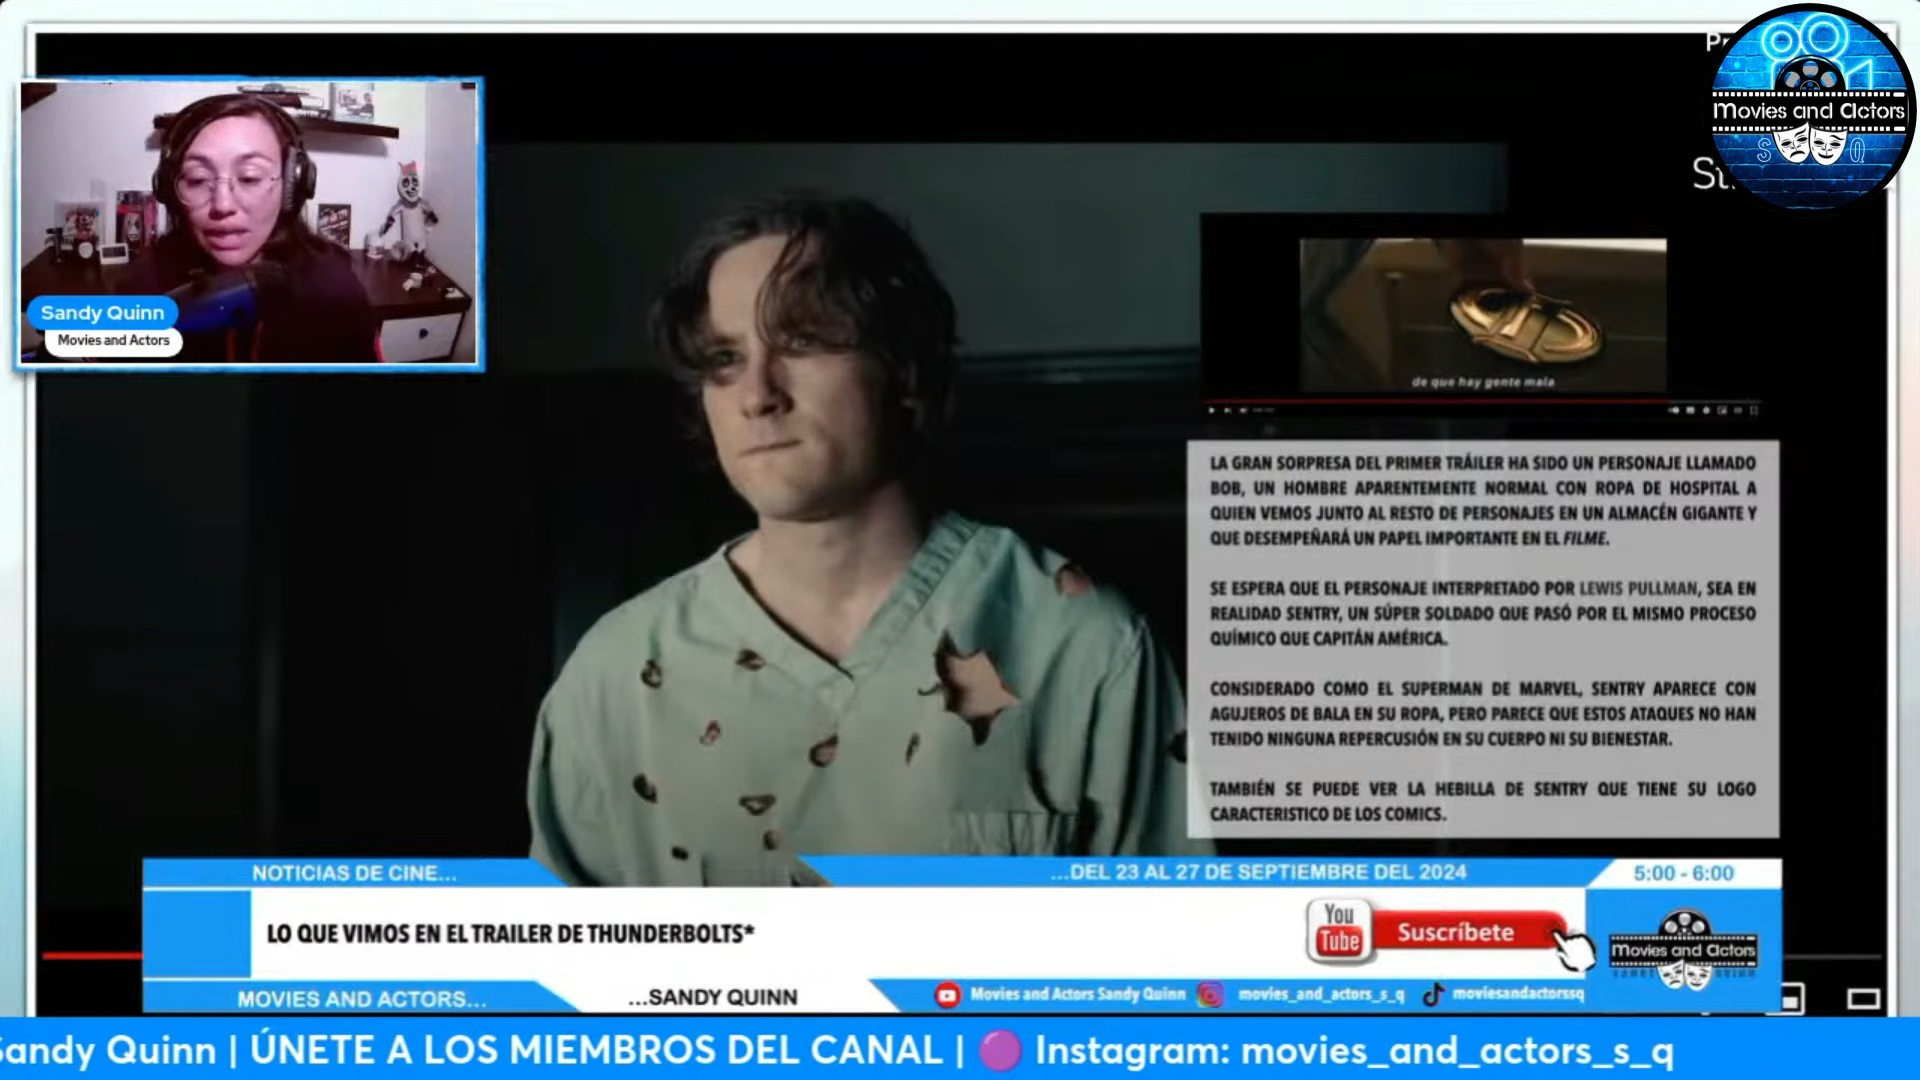 Movies and Actors
S Q
Sandy Quinn
Movies and Actors
de que hay gente mala
LA GRAN SORPRESA DEL PRIMER TRÁILER HA SIDO UN PERSONAJE LLAMADO
BOB, UN HOMBRE APARENTEMENTE NORMAL CON ROPA DE HOSPITAL A
QUIEN VEMOS JUNTO AL RESTO DE PERSONAJES EN UN ALMACÉN GIGANTE Y
QUE DESEMPEÑARÁ UN PAPEL IMPORTANTE EN EL FILME.
SE ESPERA QUE EL PERSONAJE INTERPRETADO POR LEWIS PULLMAN, SEA EN
REALIDAD SENTRY, UN SÚPER SOLDADO QUE PASÓ POR EL MISMO PROCESO
QUÍMICO QUE CAPITÁN AMÉRICA.
CONSIDERADO COMO EL SUPERMAN DE MARVEL, SENTRY APARECE CON
AGUJEROS DE BALA EN SU ROPA, PERO PARECE QUE ESTOS ATAQUES NO HAN
TENIDO NINGUNA REPERCUSIÓN EN SU CUERPO NI SU BIENESTAR.
TAMBIÉN SE PUEDE VER LA HEBILLA DE SENTRY QUE TIENE SU LOGO
CARACTERISTICO DE LOS COMICS.
NOTICIAS DE CINE...
...DEL 23 AL 27 DE SEPTIEMBRE DEL 2024
5:00 - 6:00
LO QUE VIMOS EN EL TRAILER DE THUNDERBOLTS*
You Tube
Suscríbete
Movies and Actors
MOVIES AND ACTORS...
...SANDY QUINN
Movies and Actors Sandy Quinn
movies_and_actors_s_q
moviesandactorssq
Sandy Quinn | ÚNETE A LOS MIEMBROS DEL CANAL | Instagram: movies_and_actors_s_q